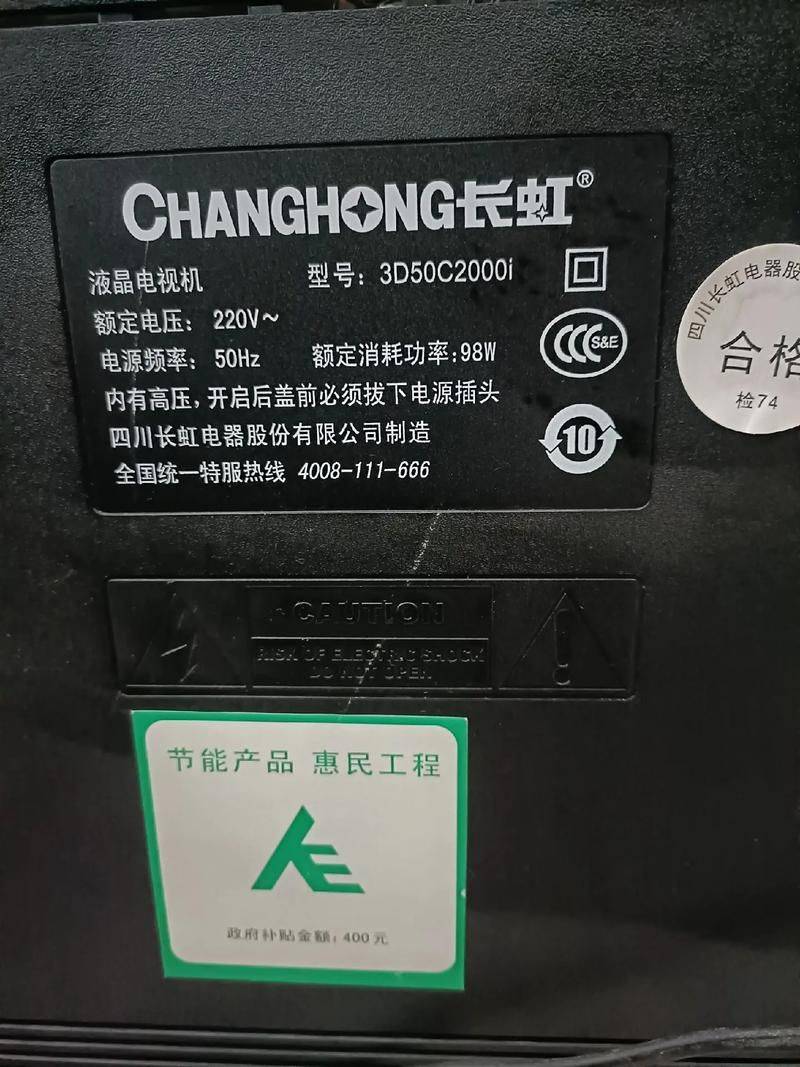 CHANGHONG长虹®
液晶电视机 型号：3D50C2000i
额定电压： 220V～
电源频率： 50Hz 额定消耗功率：98W
内有高压，开启后盖前必须拔下电源插头
四川长虹电器股份有限公司制造
全国统一特服热线 4008-111-666
CCC S&E
10
四川长虹电器股
合格
检74
CAUTION
RISK OF ELECTRIC SHOCK
DO NOT OPEN
节能产品 惠民工程
政府补贴金额：400元